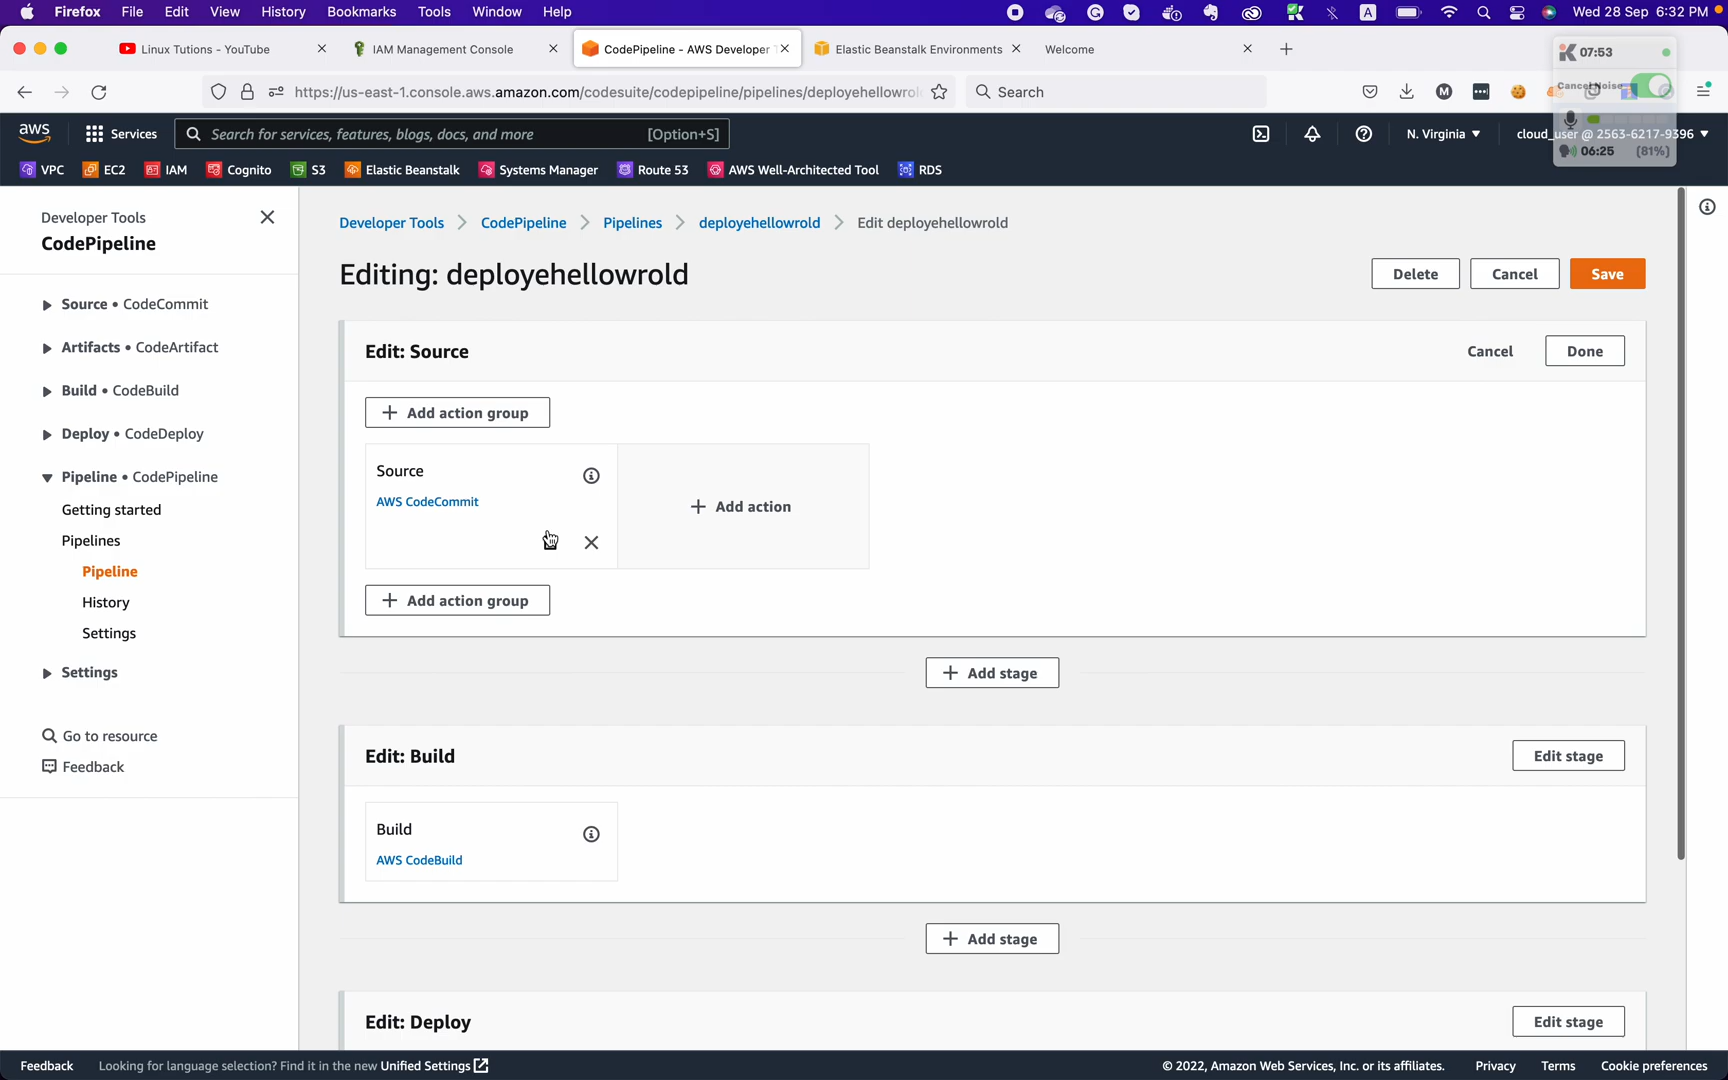 Firefox File Edit View History Bookmarks Tools Window Help
A
Wed 28 Sep 6:32 PM
Linux Tutions - YouTube
IAM Management Console
CodePipeline - AWS Developer
Elastic Beanstalk Environments
Welcome
07:53
https://us-east-1.console.aws.amazon.com/codesuite/codepipeline/pipelines/deployehellowrol
Search
Cancel Noise
aws
Services
Search for services, features, blogs, docs, and more [Option+S]
N. Virginia
cloud_user @ 2563-6217-9396
06:25 (81%)
VPC EC2 IAM Cognito S3 Elastic Beanstalk Systems Manager Route 53 AWS Well-Architected Tool RDS
Developer Tools
CodePipeline
Source • CodeCommit
Artifacts • CodeArtifact
Build • CodeBuild
Deploy • CodeDeploy
Pipeline • CodePipeline
Getting started
Pipelines
Pipeline
History
Settings
Settings
Go to resource
Feedback
Developer Tools CodePipeline Pipelines deployehellowrold Edit deployehellowrold
Editing: deployehellowrold
Delete Cancel Save
Edit: Source
Cancel Done
Add action group
Source
AWS CodeCommit
Add action
Add action group
Add stage
Edit: Build
Edit stage
Build
AWS CodeBuild
Add stage
Edit: Deploy
Edit stage
Feedback Looking for language selection? Find it in the new Unified Settings
© 2022, Amazon Web Services, Inc. or its affiliates. Privacy Terms Cookie preferences